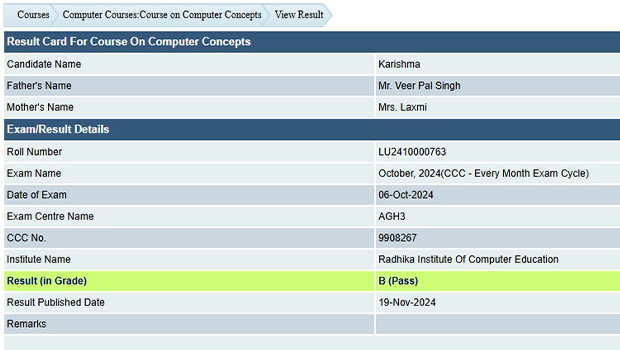 Courses Computer Courses:Course on Computer Concepts View Result
Result Card For Course On Computer Concepts
Candidate Name Karishma
Father's Name Mr. Veer Pal Singh
Mother's Name Mrs. Laxmi
Exam/Result Details
Roll Number LU2410000763
Exam Name October, 2024(CCC - Every Month Exam Cycle)
Date of Exam 06-Oct-2024
Exam Centre Name AGH3
CCC No. 9908267
Institute Name Radhika Institute Of Computer Education
Result (in Grade) B (Pass)
Result Published Date 19-Nov-2024
Remarks